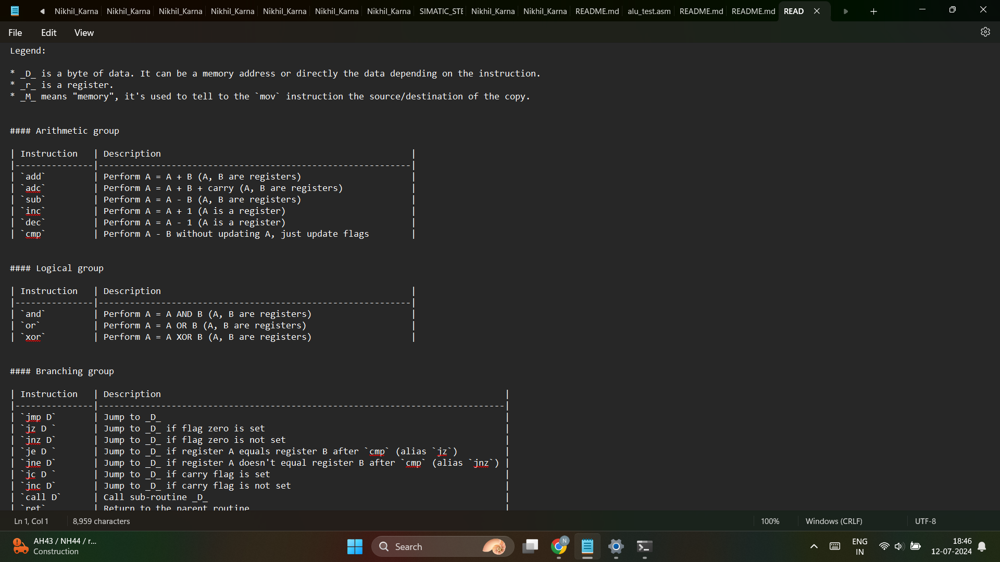 Nikhil_Karna Nikhil_Karna Nikhil_Karna Nikhil_Karna Nikhil_Karna Nikhil_Karna Nikhil_Karna SIMATIC_STE Nikhil_Karna Nikhil_Karna README.md alu_test.asm README.md README.md READ
File Edit View
Legend:
* _D_ is a byte of data. It can be a memory address or directly the data depending on the instruction.
* _r_ is a register.
* _M_ means "memory", it's used to tell to the `mov` instruction the source/destination of the copy.
#### Arithmetic group
| Instruction   | Description                                                |
|---------------|------------------------------------------------------------|
| `add`         | Perform A = A + B (A, B are registers)                     |
| `adc`         | Perform A = A + B + carry (A, B are registers)             |
| `sub`         | Perform A = A - B (A, B are registers)                     |
| `inc`         | Perform A = A + 1 (A is a register)                        |
| `dec`         | Perform A = A - 1 (A is a register)                        |
| `cmp`         | Perform A - B without updating A, just update flags        |
#### Logical group
| Instruction   | Description                                                |
|---------------|------------------------------------------------------------|
| `and`         | Perform A = A AND B (A, B are registers)                   |
| `or`          | Perform A = A OR B (A, B are registers)                    |
| `xor`         | Perform A = A XOR B (A, B are registers)                   |
#### Branching group
| Instruction   | Description                                                                  |
|---------------|------------------------------------------------------------------------------|
| `jmp D`       | Jump to _D_                                                                  |
| `jz D `       | Jump to _D_ if flag zero is set                                              |
| `jnz D`       | Jump to _D_ if flag zero is not set                                          |
| `je D `       | Jump to _D_ if register A equals register B after `cmp` (alias `jz`)         |
| `jne D`       | Jump to _D_ if register A doesn't equal register B after `cmp` (alias `jnz`) |
| `jc D `       | Jump to _D_ if carry flag is set                                             |
| `jnc D`       | Jump to _D_ if carry flag is not set                                         |
| `call D`      | Call sub-routine _D_                                                         |
| `ret`         | Return to the parent routine                                                 |
Ln 1, Col 1 8,959 characters 100% Windows (CRLF) UTF-8
AH43 / NH44 / r...
Construction
Search
N
ENG
IN
18:46
12-07-2024